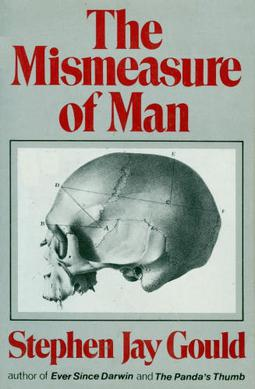 The
Mismeasure
of Man
E
D
C
B
A
F
Stephen Jay Gould
author of Ever Since Darwin and The Panda's Thumb